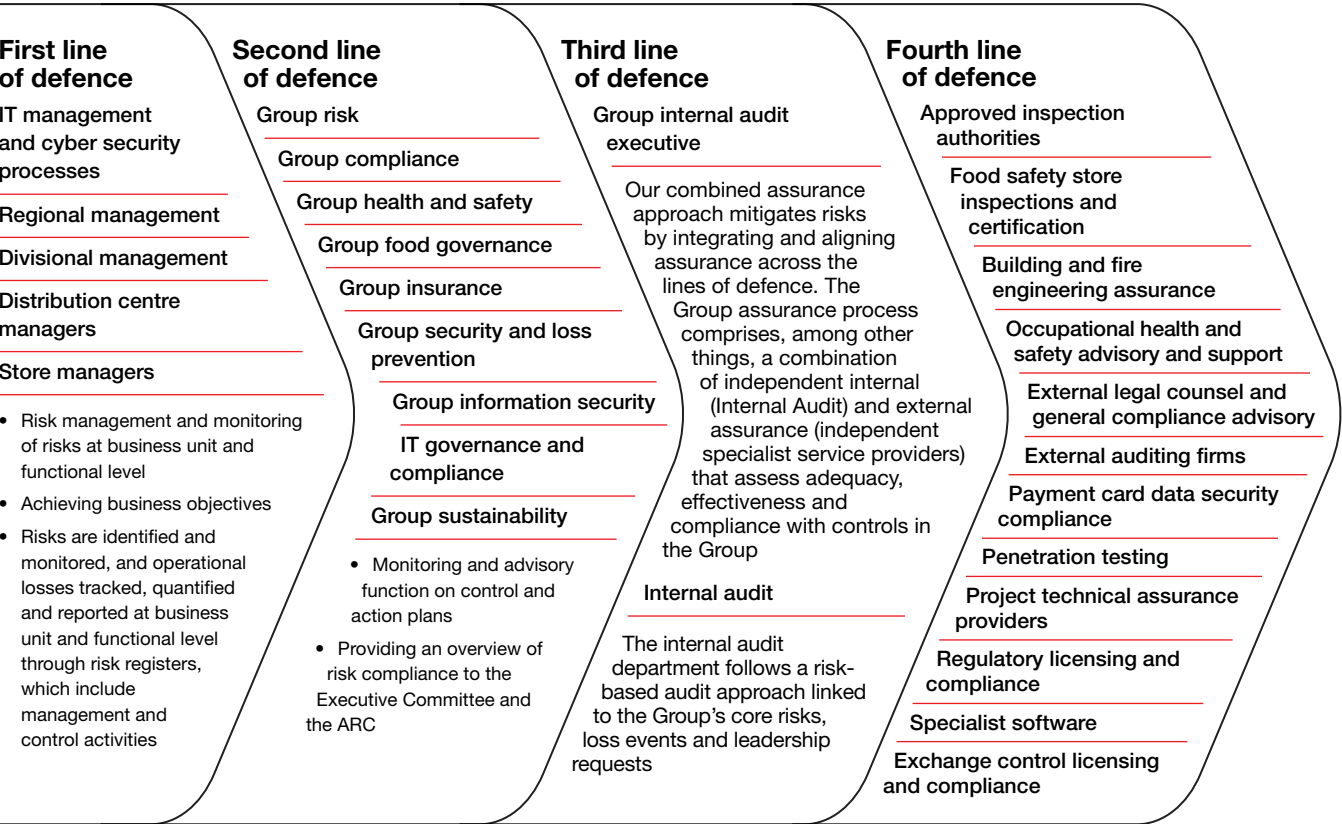 First line
of defence
IT management
and cyber security
processes
Regional management
Divisional management
Distribution centre
managers
Store managers
• Risk management and monitoring
of risks at business unit and
functional level
• Achieving business objectives
• Risks are identified and
monitored, and operational
losses tracked, quantified
and reported at business
unit and functional level
through risk registers,
which include
management and
control activities
Second line
of defence
Group risk
Group compliance
Group health and safety
Group food governance
Group insurance
Group security and loss
prevention
Group information security
IT governance and
compliance
Group sustainability
• Monitoring and advisory
function on control and
action plans
• Providing an overview of
risk compliance to the
Executive Committee and
the ARC
Third line
of defence
Group internal audit
executive
Our combined assurance
approach mitigates risks
by integrating and aligning
assurance across the
lines of defence. The
Group assurance process
comprises, among other
things, a combination
of independent internal
(Internal Audit) and external
assurance (independent
specialist service providers)
that assess adequacy,
effectiveness and
compliance with controls in
the Group
Internal audit
The internal audit
department follows a risk-
based audit approach linked
to the Group's core risks,
loss events and leadership
requests
Fourth line
of defence
Approved inspection
authorities
Food safety store
inspections and
certification
Building and fire
engineering assurance
Occupational health and
safety advisory and support
External legal counsel and
general compliance advisory
External auditing firms
Payment card data security
compliance
Penetration testing
Project technical assurance
providers
Regulatory licensing and
compliance
Specialist software
Exchange control licensing
and compliance